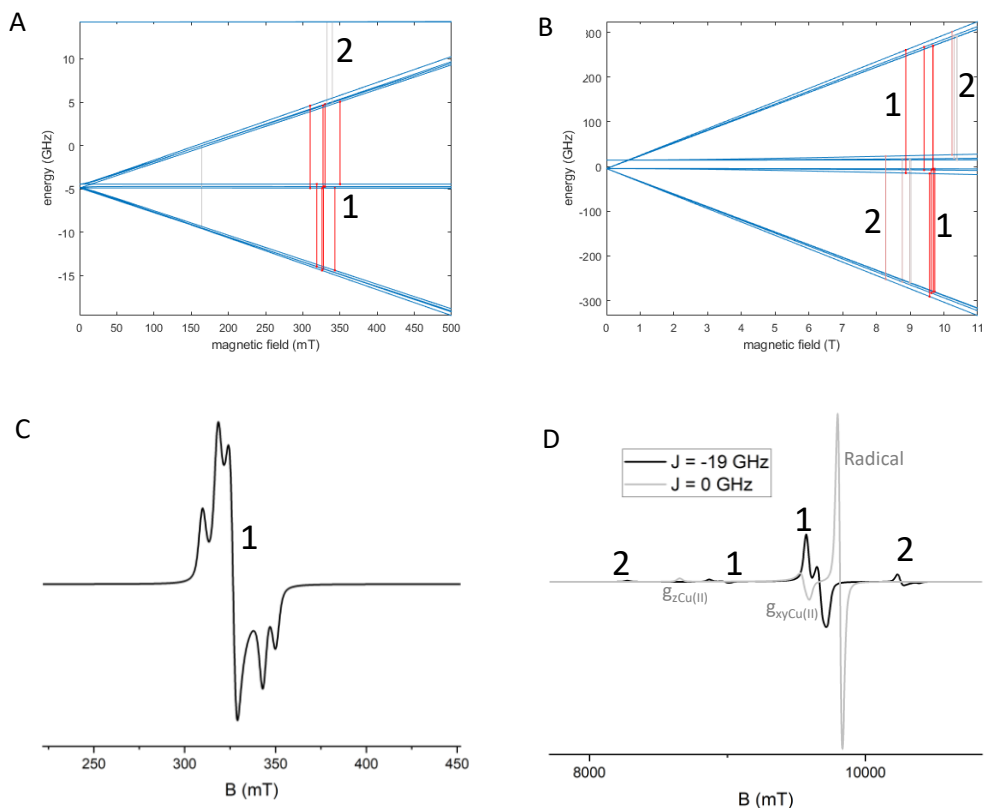 A
energy (GHz)
10
5
0
-5
-10
-15
2
1
0 50 100 150 200 250 300 350 400 450 500
magnetic field (mT)
B
energy (GHz)
300
200
100
0
-100
-200
-300
1
2
2
1
0 1 2 3 4 5 6 7 8 9 10 11
magnetic field (T)
C
1
250 300 350 400 450
B (mT)
D
J = -19 GHz
J = 0 GHz
Radical
2
1
1
2
gzCu(II)
gxyCu(II)
8000 10000
B (mT)